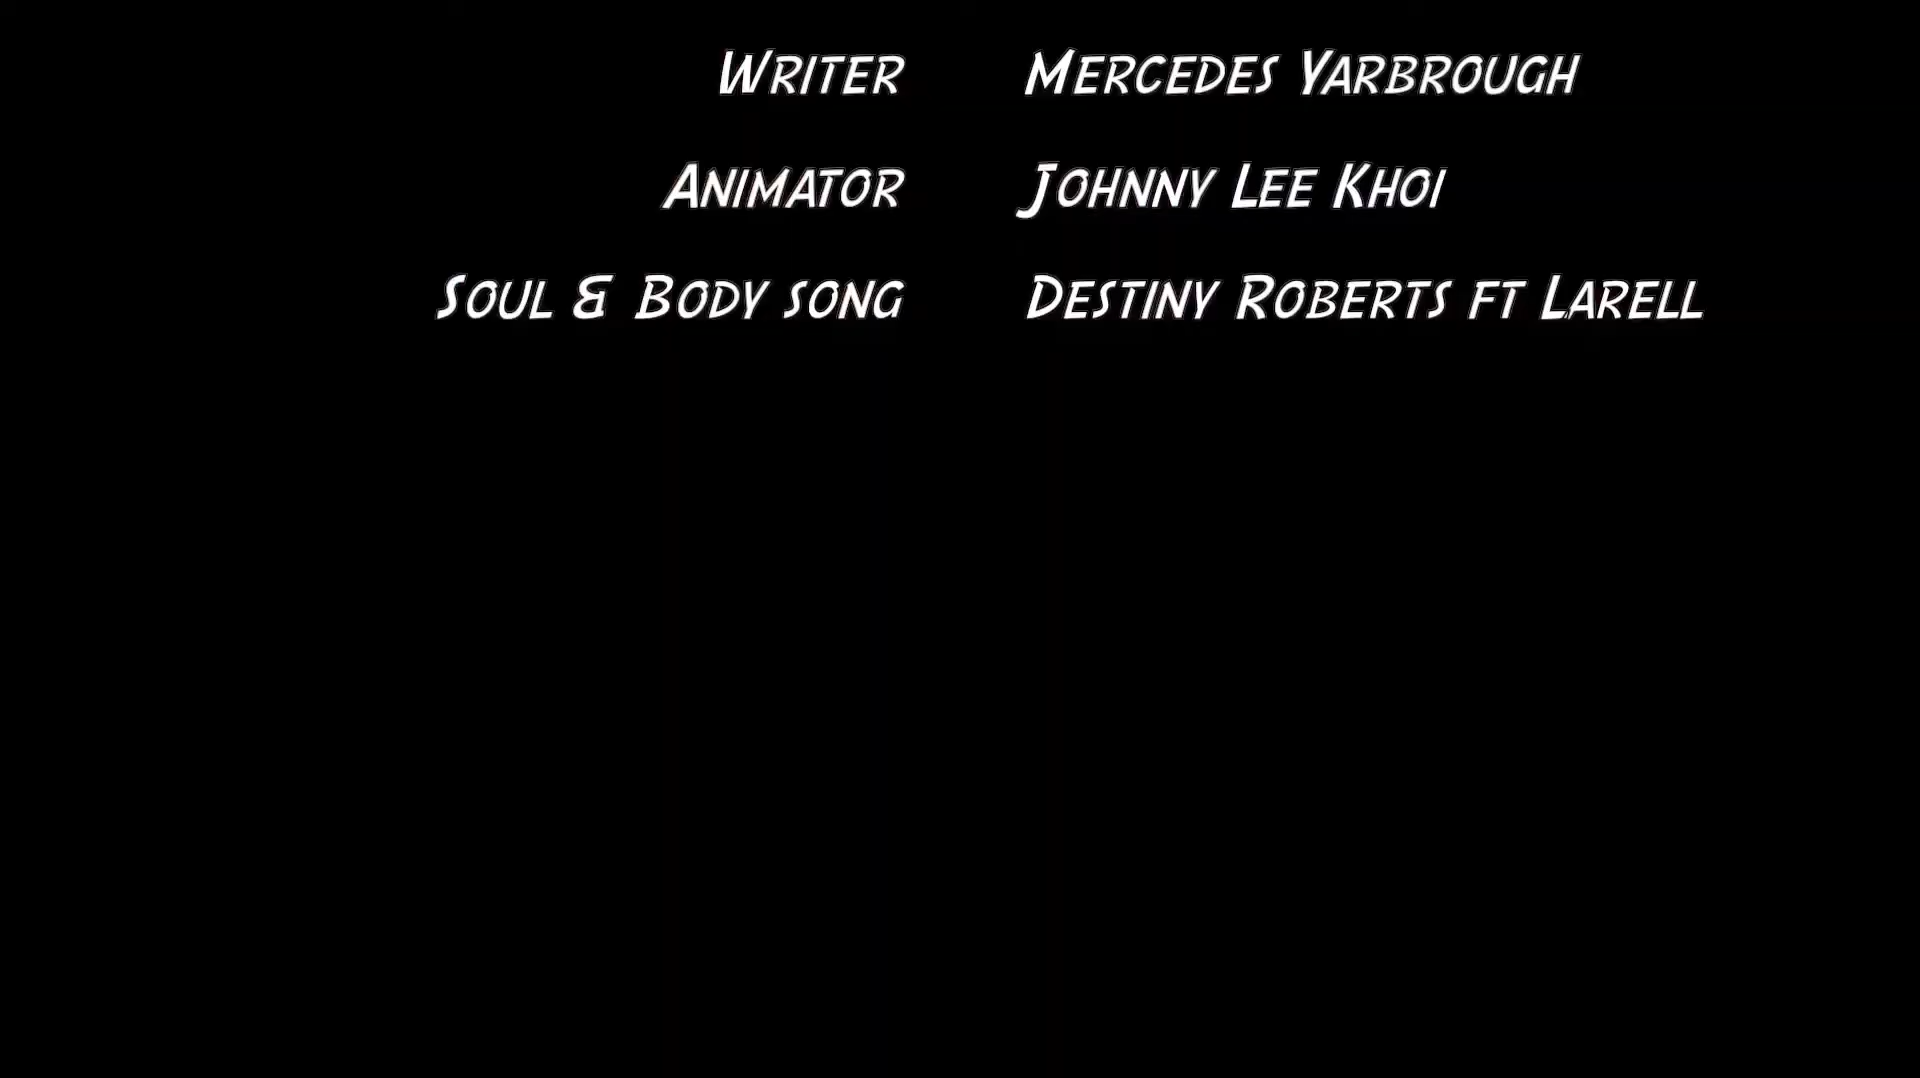 Writer Mercedes Yarbrough
Animator Johnny Lee Khoi
Soul & Body song Destiny Roberts ft Larell